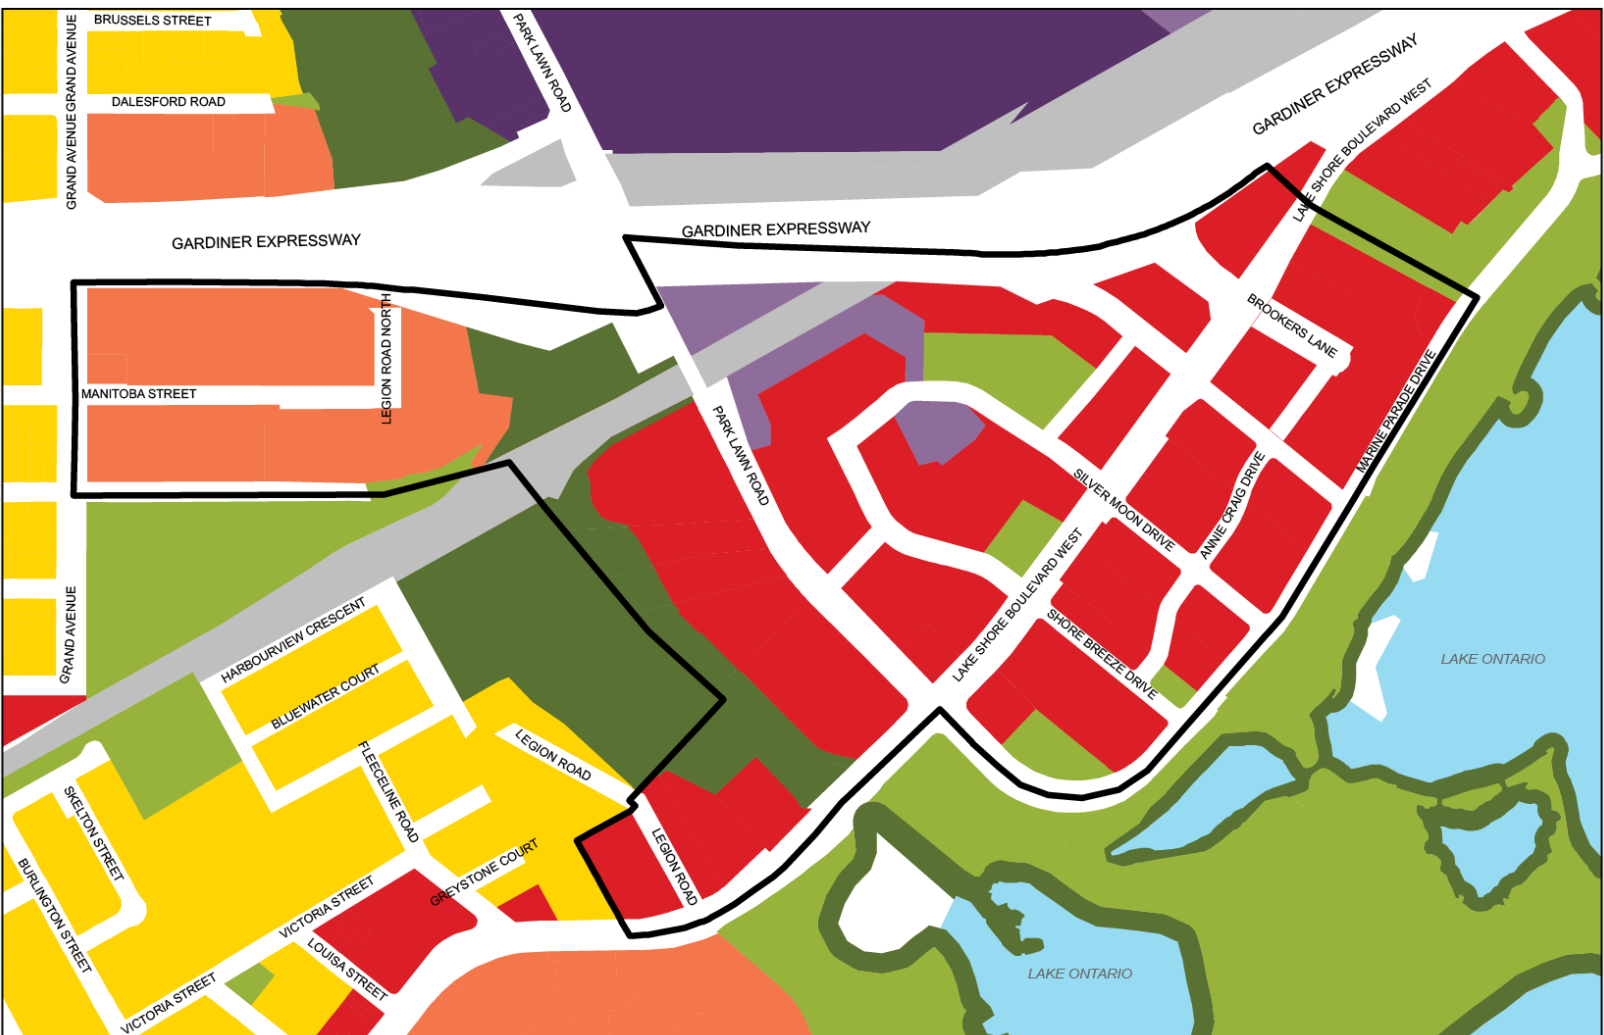 BRUSSELS STREET
GRAND AVENUE
GRAND AVENUE
DALESFORD ROAD
PARK LAWN ROAD
GARDINER EXPRESSWAY
GARDINER EXPRESSWAY
GARDINER EXPRESSWAY
LAKE SHORE BOULEVARD WEST
BROOKERS LANE
MARINE PARADE DRIVE
LEGION ROAD NORTH
MANITOBA STREET
PARK LAWN ROAD
SILVER MOON DRIVE
ANNIE CRAIG DRIVE
LAKE SHORE BOULEVARD WEST
SHORE BREEZE DRIVE
GRAND AVENUE
HARBOURVIEW CRESCENT
BLUEWATER COURT
LEGION ROAD
FLEECELINE ROAD
SKELTON STREET
GREYSTONE COURT
LEGION ROAD
BURLINGTON STREET
VICTORIA STREET
LOUISA STREET
VICTORIA STREET
LAKE ONTARIO
LAKE ONTARIO